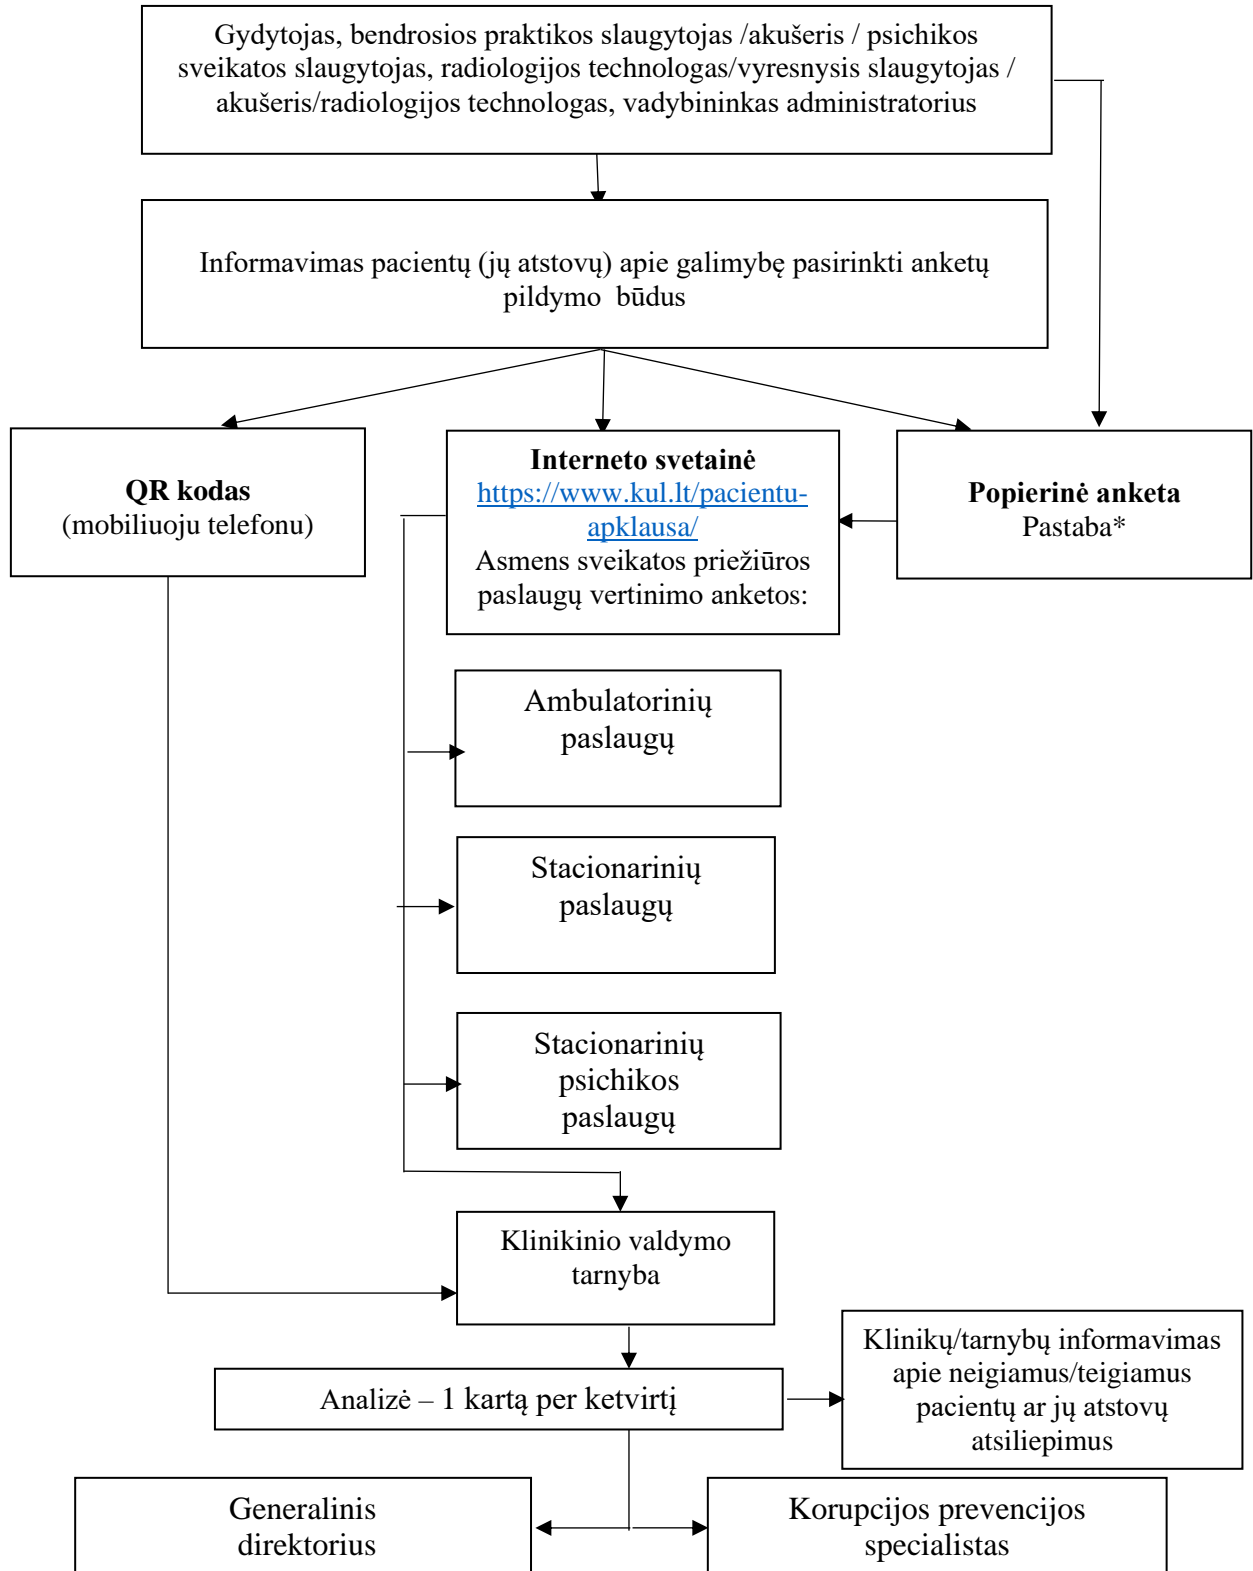 Gydytojas, bendrosios praktikos slaugytojas /akušeris / psichikos
sveikatos slaugytojas, radiologijos technologas/vyresnysis slaugytojas /
akušeris/radiologijos technologas, vadybininkas administratorius
Informavimas pacientų (jų atstovų) apie galimybę pasirinkti anketų
pildymo  būdus
QR kodas
(mobiliuoju telefonu)
Interneto svetainė
https://www.kul.lt/pacientu-
apklausa/
Asmens sveikatos priežiūros
paslaugų vertinimo anketos:
Popierinė anketa
Pastaba*
Ambulatorinių
paslaugų
Stacionarinių
paslaugų
Stacionarinių
psichikos
paslaugų
Klinikinio valdymo
tarnyba
Analizė – 1 kartą per ketvirtį
Klinikų/tarnybų informavimas
apie neigiamus/teigiamus
pacientų ar jų atstovų
atsiliepimus
Generalinis
direktorius
Korupcijos prevencijos
specialistas